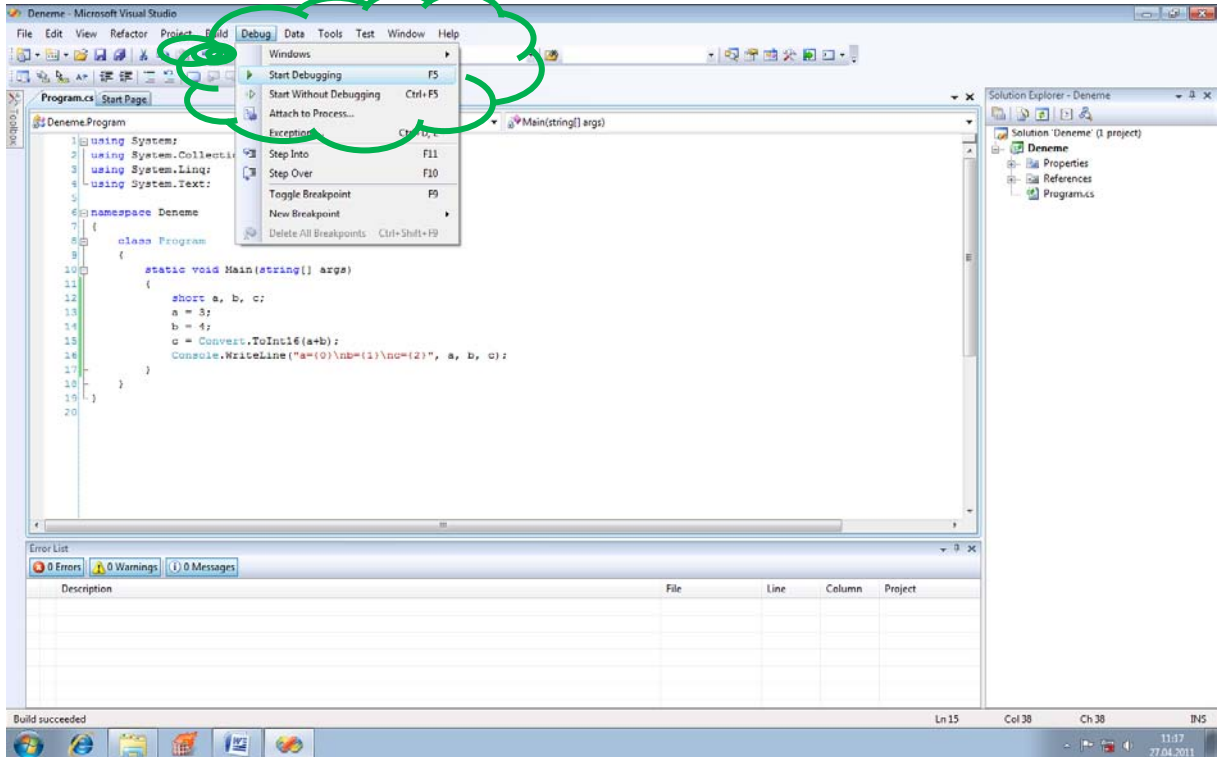 Deneme - Microsoft Visual Studio
File Edit View Refactor Project Build Debug Data Tools Test Window Help
Windows
Start Debugging F5
Start Without Debugging Ctrl+F5
Attach to Process...
Step Into F11
Step Over F10
Toggle Breakpoint F9
New Breakpoint
Delete All Breakpoints Ctrl+Shift+F9
Toolbox
Program.cs Start Page
Deneme.Program Main(string[] args)
1 using System;
2 using System.Collecti
3 using System.Linq;
4 using System.Text;
5
6 namespace Deneme
7 {
8 class Program
9 {
10 static void Main(string[] args)
11 {
12 short a, b, c;
13 a = 3;
14 b = 4;
15 c = Convert.ToInt16(a+b);
16 Console.WriteLine("a={0}\nb={1}\nc={2}", a, b, c);
17 }
18 }
19 }
20
Solution Explorer - Deneme
Solution 'Deneme' (1 project)
Deneme
Properties
References
Program.cs
Error List
0 Errors 0 Warnings 0 Messages
Description File Line Column Project
Build succeeded Ln 15 Col 38 Ch 38 INS
11:17
27.04.2011